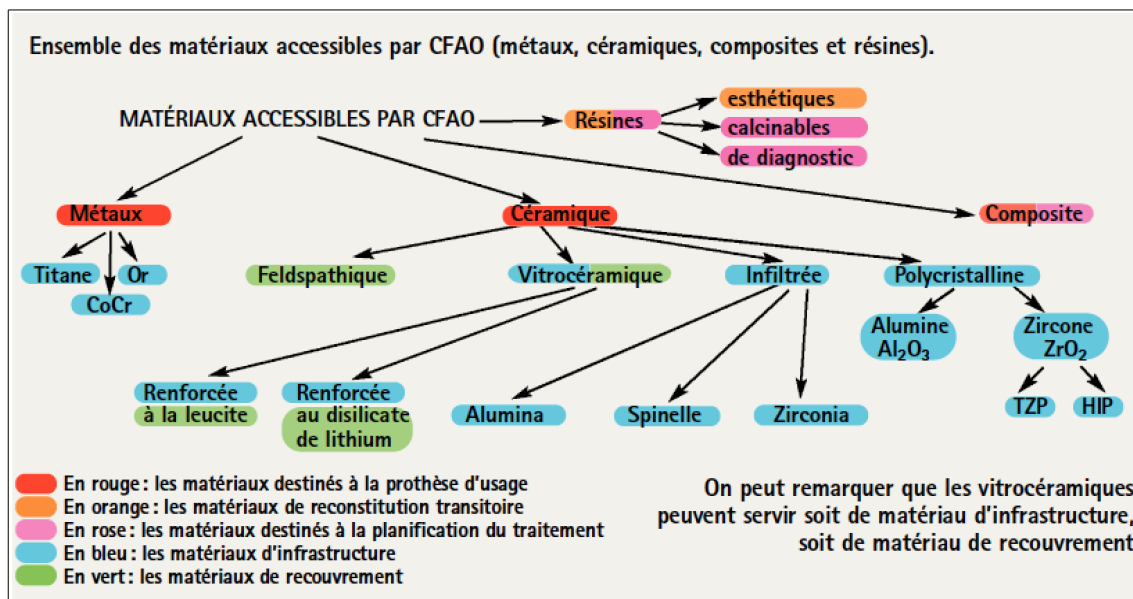 Ensemble des matériaux accessibles par CFAO (métaux, céramiques, composites et résines).
esthétiques
MATÉRIAUX ACCESSIBLES PAR CFAO
Résines
calcinables
de diagnostic
Métaux
Céramique
Composite
Titane
Or
CoCr
Feldspathique
Vitrocéramique
Infiltrée
Polycristalline
Alumine
Al₂O₃
Zircone
ZrO₂
Renforcée
à la leucite
Renforcée
au disilicate
de lithium
Alumina
Spinelle
Zirconia
TZP
HIP
En rouge : les matériaux destinés à la prothèse d'usage
En orange : les matériaux de reconstitution transitoire
En rose : les matériaux destinés à la planification du traitement
En bleu : les matériaux d'infrastructure
En vert : les matériaux de recouvrement
On peut remarquer que les vitrocéramiques
peuvent servir soit de matériau d'infrastructure,
soit de matériau de recouvrement